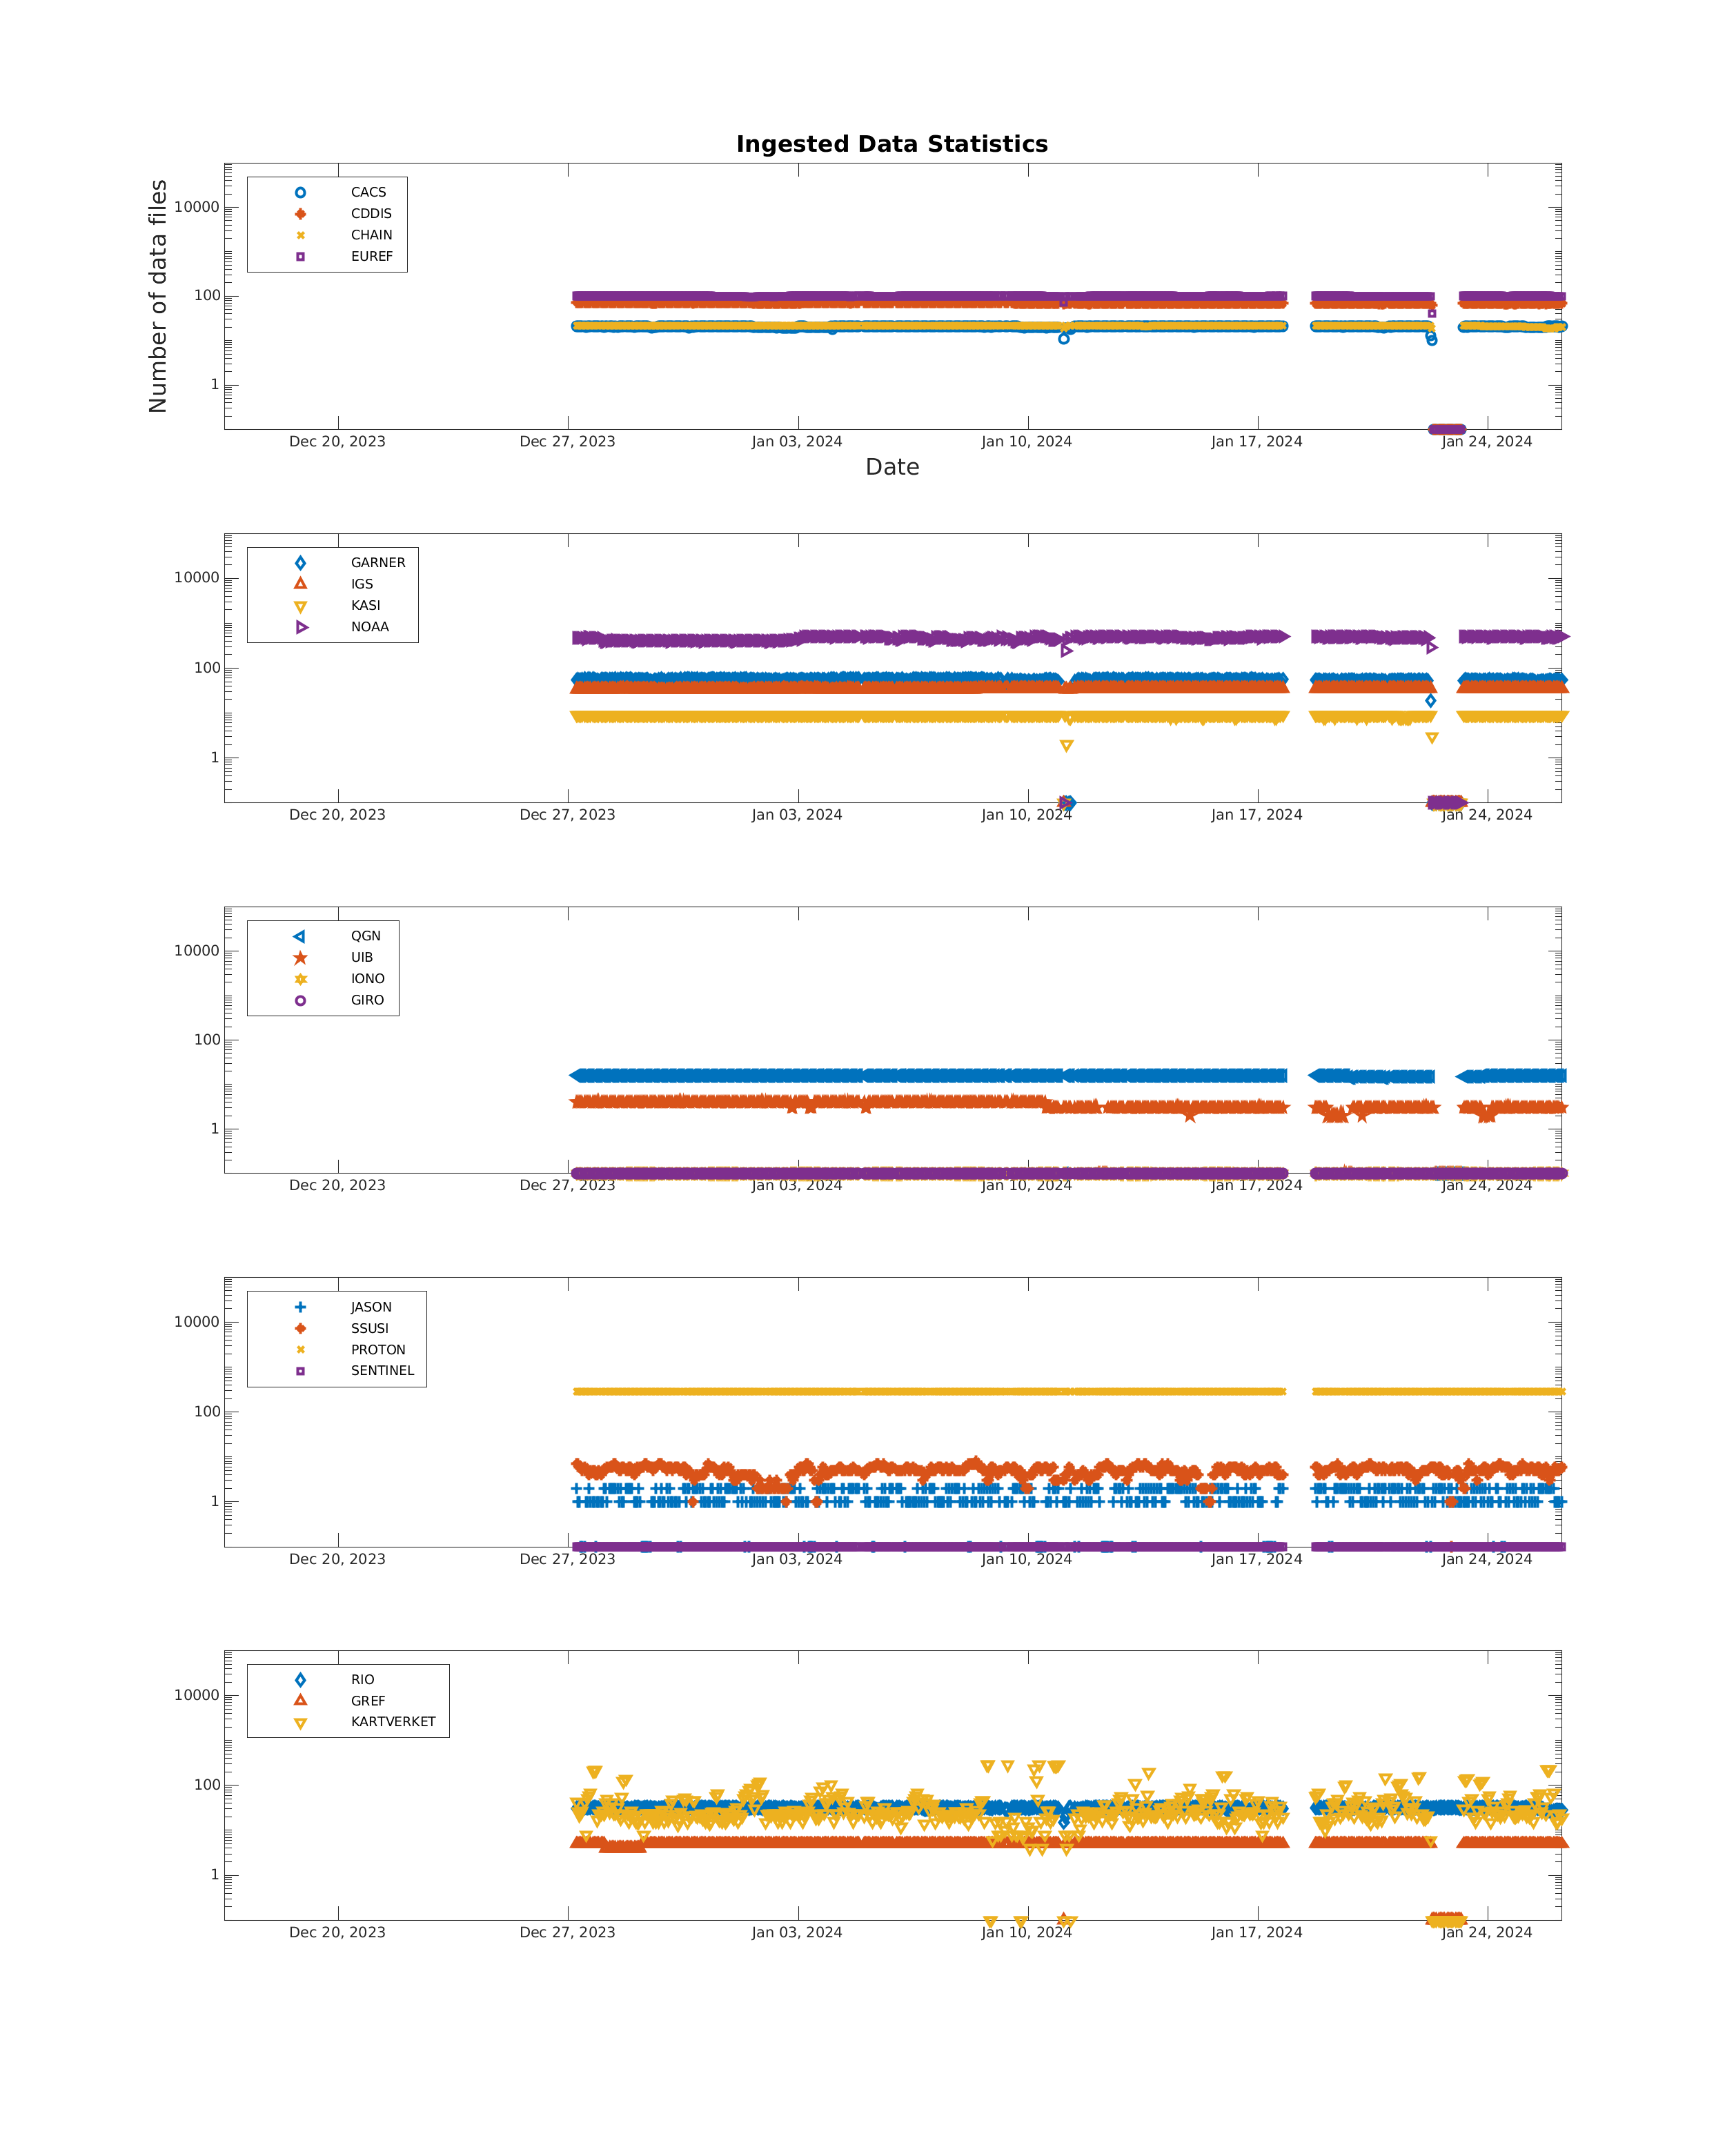 Ingested Data Statistics
Number of data files
10000
100
1
CACS
CDDIS
CHAIN
EUREF
Dec 20, 2023 Dec 27, 2023 Jan 03, 2024 Jan 10, 2024 Jan 17, 2024 Jan 24, 2024
Date
10000
100
1
GARNER
IGS
KASI
NOAA
Dec 20, 2023 Dec 27, 2023 Jan 03, 2024 Jan 10, 2024 Jan 17, 2024 Jan 24, 2024
10000
100
1
QGN
UIB
IONO
GIRO
Dec 20, 2023 Dec 27, 2023 Jan 03, 2024 Jan 10, 2024 Jan 17, 2024 Jan 24, 2024
10000
100
1
JASON
SSUSI
PROTON
SENTINEL
Dec 20, 2023 Dec 27, 2023 Jan 03, 2024 Jan 10, 2024 Jan 17, 2024 Jan 24, 2024
10000
100
1
RIO
GREF
KARTVERKET
Dec 20, 2023 Dec 27, 2023 Jan 03, 2024 Jan 10, 2024 Jan 17, 2024 Jan 24, 2024